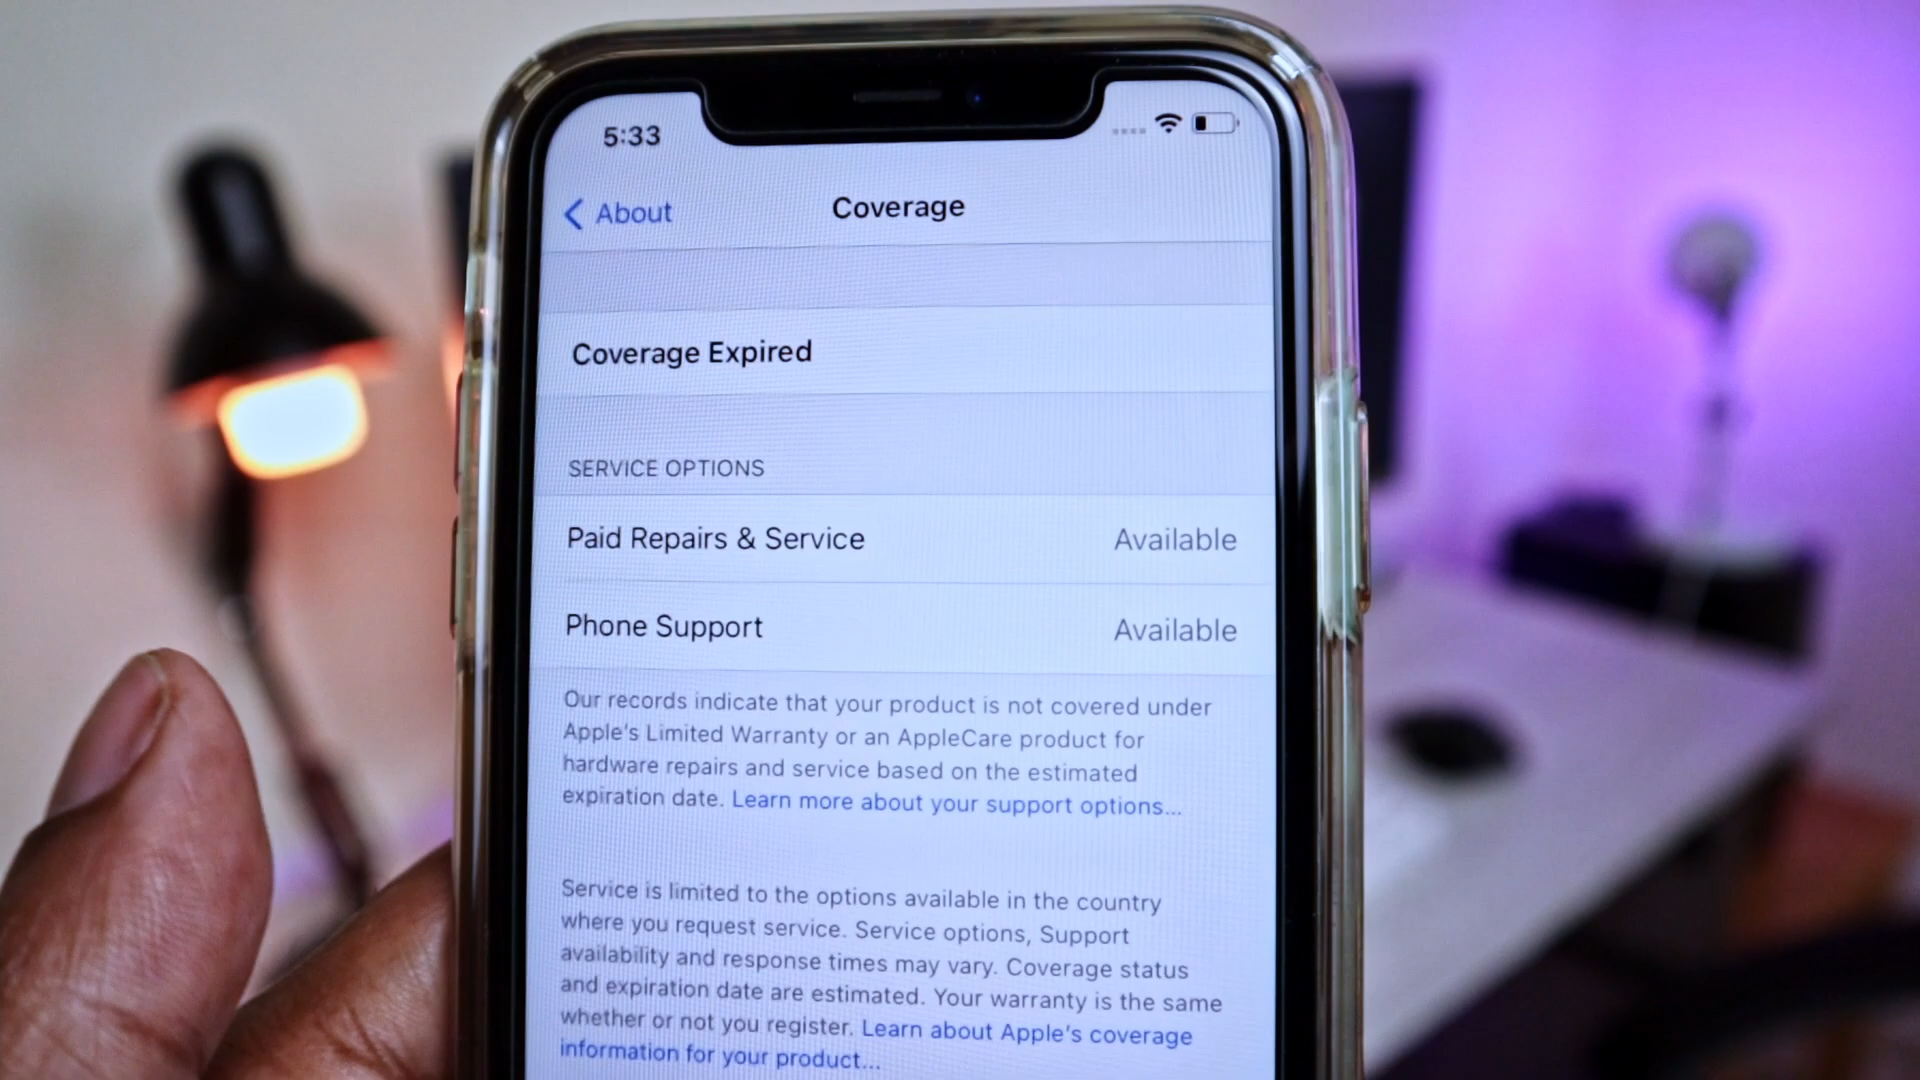 5:33
About
Coverage
Coverage Expired
SERVICE OPTIONS
Paid Repairs & Service Available
Phone Support Available
Our records indicate that your product is not covered under
Apple's Limited Warranty or an AppleCare product for
hardware repairs and service based on the estimated
expiration date. Learn more about your support options...
Service is limited to the options available in the country
where you request service. Service options, Support
availability and response times may vary. Coverage status
and expiration date are estimated. Your warranty is the same
whether or not you register. Learn about Apple's coverage
information for your product...